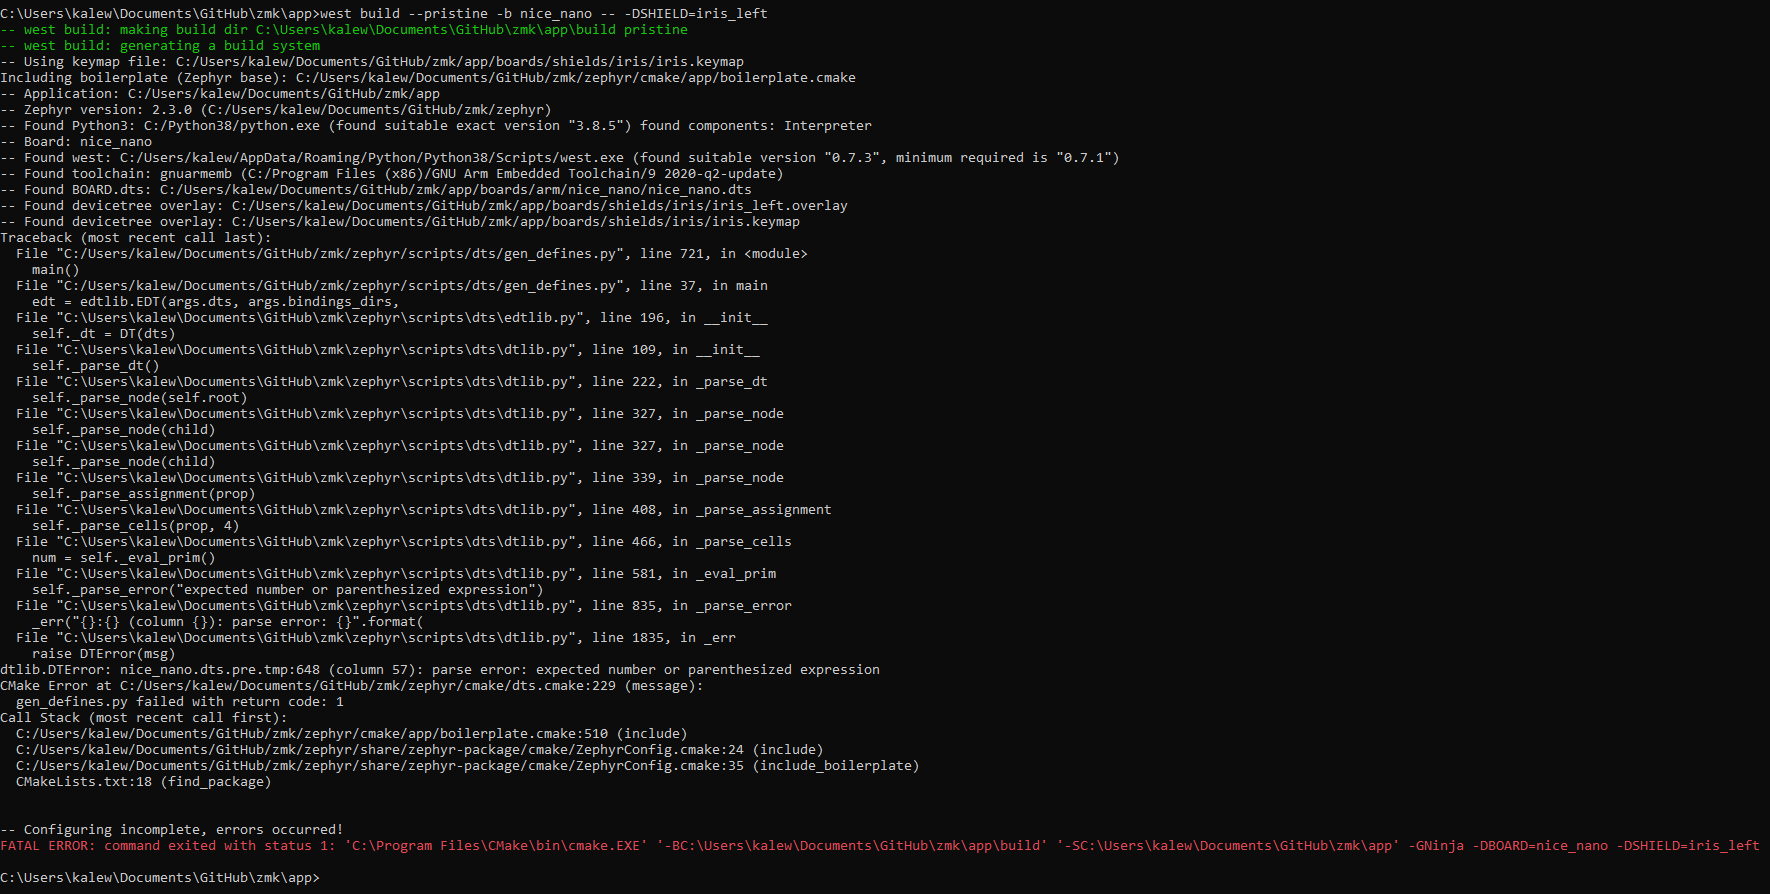 C:\Users\kalew\Documents\GitHub\zmk\app>west build --pristine -b nice_nano -- -DSHIELD=iris_left
-- west build: making build dir C:\Users\kalew\Documents\GitHub\zmk\app\build pristine
-- west build: generating a build system
-- Using keymap file: C:/Users/kalew/Documents/GitHub/zmk/app/boards/shields/iris/iris.keymap
Including boilerplate (Zephyr base): C:/Users/kalew/Documents/GitHub/zmk/zephyr/cmake/app/boilerplate.cmake
-- Application: C:/Users/kalew/Documents/GitHub/zmk/app
-- Zephyr version: 2.3.0 (C:/Users/kalew/Documents/GitHub/zmk/zephyr)
-- Found Python3: C:/Python38/python.exe (found suitable exact version "3.8.5") found components: Interpreter
-- Board: nice_nano
-- Found west: C:/Users/kalew/AppData/Roaming/Python/Python38/Scripts/west.exe (found suitable version "0.7.3", minimum required is "0.7.1")
-- Found toolchain: gnuarmemb (C:/Program Files (x86)/GNU Arm Embedded Toolchain/9 2020-q2-update)
-- Found BOARD.dts: C:/Users/kalew/Documents/GitHub/zmk/app/boards/arm/nice_nano/nice_nano.dts
-- Found devicetree overlay: C:/Users/kalew/Documents/GitHub/zmk/app/boards/shields/iris/iris_left.overlay
-- Found devicetree overlay: C:/Users/kalew/Documents/GitHub/zmk/app/boards/shields/iris/iris.keymap
Traceback (most recent call last):
  File "C:/Users/kalew/Documents/GitHub/zmk/zephyr/scripts/dts/gen_defines.py", line 721, in <module>
    main()
  File "C:/Users/kalew/Documents/GitHub/zmk/zephyr/scripts/dts/gen_defines.py", line 37, in main
    edt = edtlib.EDT(args.dts, args.bindings_dirs,
  File "C:\Users\kalew\Documents\GitHub\zmk\zephyr\scripts\dts\edtlib.py", line 196, in __init__
    self._dt = DT(dts)
  File "C:\Users\kalew\Documents\GitHub\zmk\zephyr\scripts\dts\dtlib.py", line 109, in __init__
    self._parse_dt()
  File "C:\Users\kalew\Documents\GitHub\zmk\zephyr\scripts\dts\dtlib.py", line 222, in _parse_dt
    self._parse_node(self.root)
  File "C:\Users\kalew\Documents\GitHub\zmk\zephyr\scripts\dts\dtlib.py", line 327, in _parse_node
    self._parse_node(child)
  File "C:\Users\kalew\Documents\GitHub\zmk\zephyr\scripts\dts\dtlib.py", line 327, in _parse_node
    self._parse_node(child)
  File "C:\Users\kalew\Documents\GitHub\zmk\zephyr\scripts\dts\dtlib.py", line 339, in _parse_node
    self._parse_assignment(prop)
  File "C:\Users\kalew\Documents\GitHub\zmk\zephyr\scripts\dts\dtlib.py", line 408, in _parse_assignment
    self._parse_cells(prop, 4)
  File "C:\Users\kalew\Documents\GitHub\zmk\zephyr\scripts\dts\dtlib.py", line 466, in _parse_cells
    num = self._eval_prim()
  File "C:\Users\kalew\Documents\GitHub\zmk\zephyr\scripts\dts\dtlib.py", line 581, in _eval_prim
    self._parse_error("expected number or parenthesized expression")
  File "C:\Users\kalew\Documents\GitHub\zmk\zephyr\scripts\dts\dtlib.py", line 835, in _parse_error
    _err("{}:{} (column {}): parse error: {}".format(
  File "C:\Users\kalew\Documents\GitHub\zmk\zephyr\scripts\dts\dtlib.py", line 1835, in _err
    raise DTError(msg)
dtlib.DTError: nice_nano.dts.pre.tmp:648 (column 57): parse error: expected number or parenthesized expression
CMake Error at C:/Users/kalew/Documents/GitHub/zmk/zephyr/cmake/dts.cmake:229 (message):
  gen_defines.py failed with return code: 1
Call Stack (most recent call first):
  C:/Users/kalew/Documents/GitHub/zmk/zephyr/cmake/app/boilerplate.cmake:510 (include)
  C:/Users/kalew/Documents/GitHub/zmk/zephyr/share/zephyr-package/cmake/ZephyrConfig.cmake:24 (include)
  C:/Users/kalew/Documents/GitHub/zmk/zephyr/share/zephyr-package/cmake/ZephyrConfig.cmake:35 (include_boilerplate)
  CMakeLists.txt:18 (find_package)
-- Configuring incomplete, errors occurred!
FATAL ERROR: command exited with status 1: 'C:\Program Files\CMake\bin\cmake.EXE' '-BC:\Users\kalew\Documents\GitHub\zmk\app\build' '-SC:\Users\kalew\Documents\GitHub\zmk\app' -GNinja -DBOARD=nice_nano -DSHIELD=iris_left
C:\Users\kalew\Documents\GitHub\zmk\app>